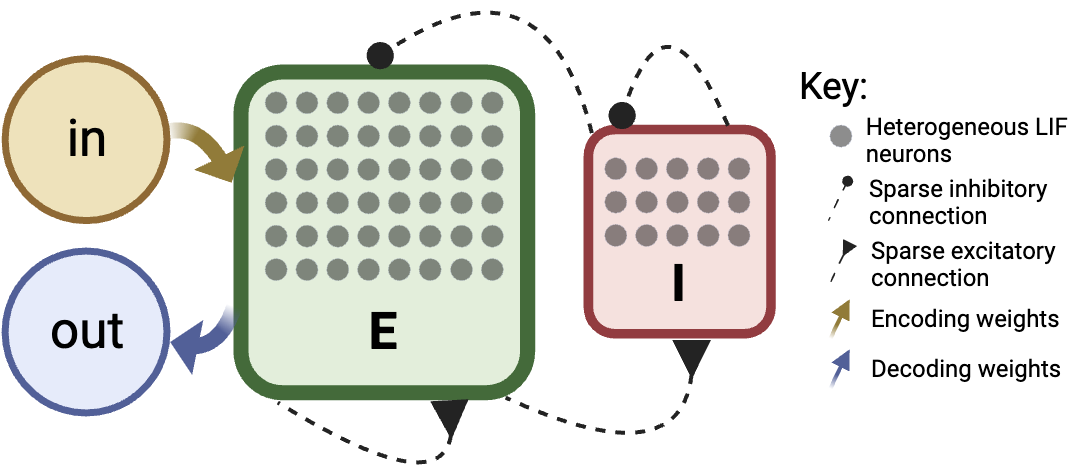 in
out
E
I
Key:
Heterogeneous LIF
neurons
Sparse inhibitory
connection
Sparse excitatory
connection
Encoding weights
Decoding weights